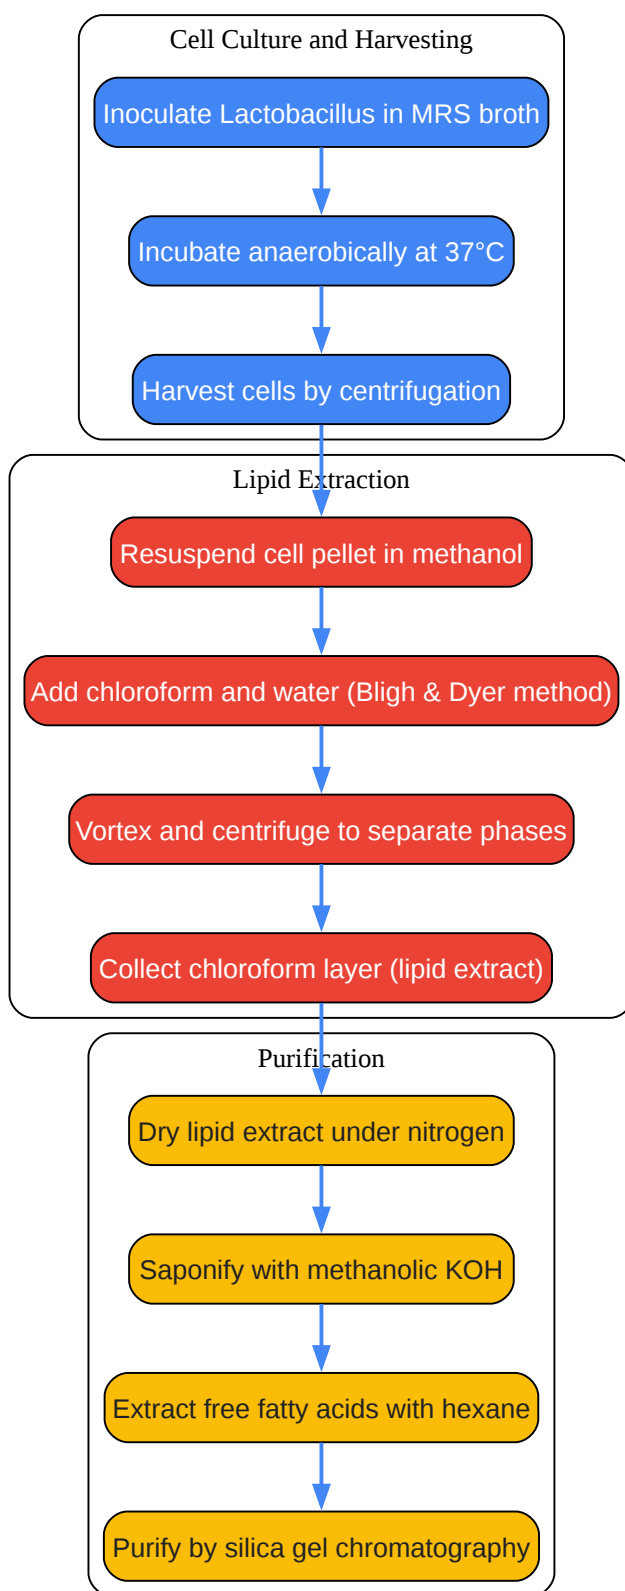 Cell Culture and Harvesting
Inoculate Lactobacillus in MRS broth
Incubate anaerobically at 37°C
Harvest cells by centrifugation
Lipid Extraction
Resuspend cell pellet in methanol
Add chloroform and water (Bligh & Dyer method)
Vortex and centrifuge to separate phases
Collect chloroform layer (lipid extract)
Purification
Dry lipid extract under nitrogen
Saponify with methanolic KOH
Extract free fatty acids with hexane
Purify by silica gel chromatography